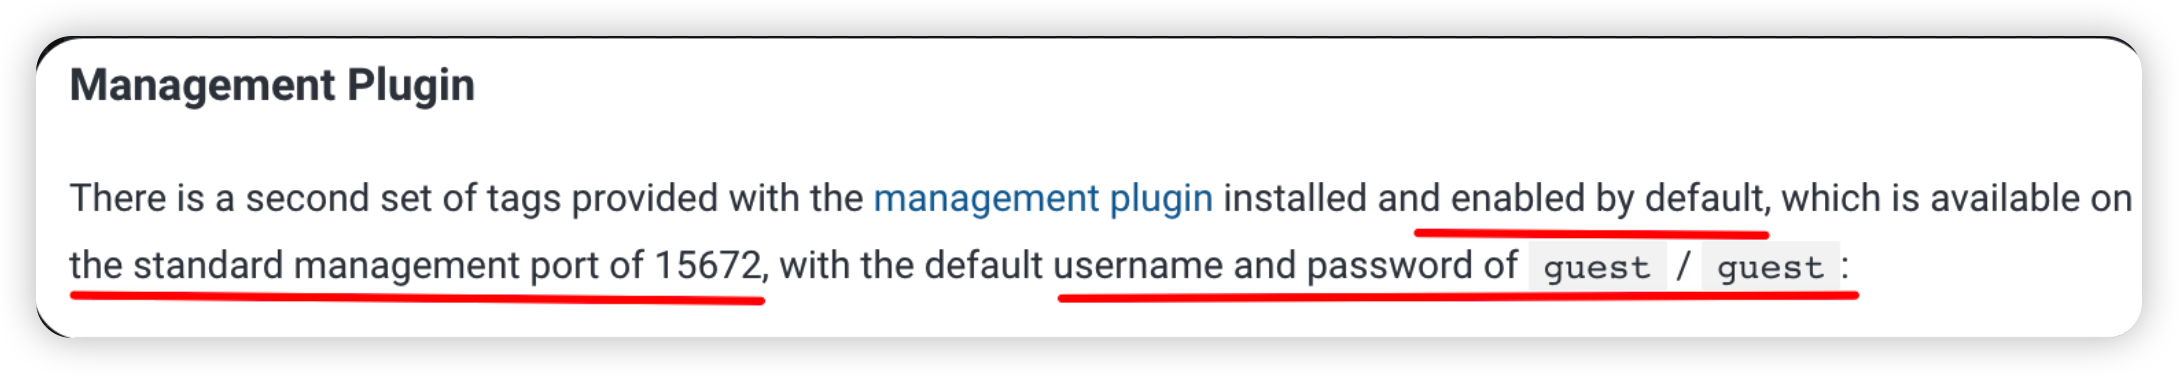 Management Plugin
There is a second set of tags provided with the management plugin installed and enabled by default, which is available on
the standard management port of 15672, with the default username and password of guest / guest :